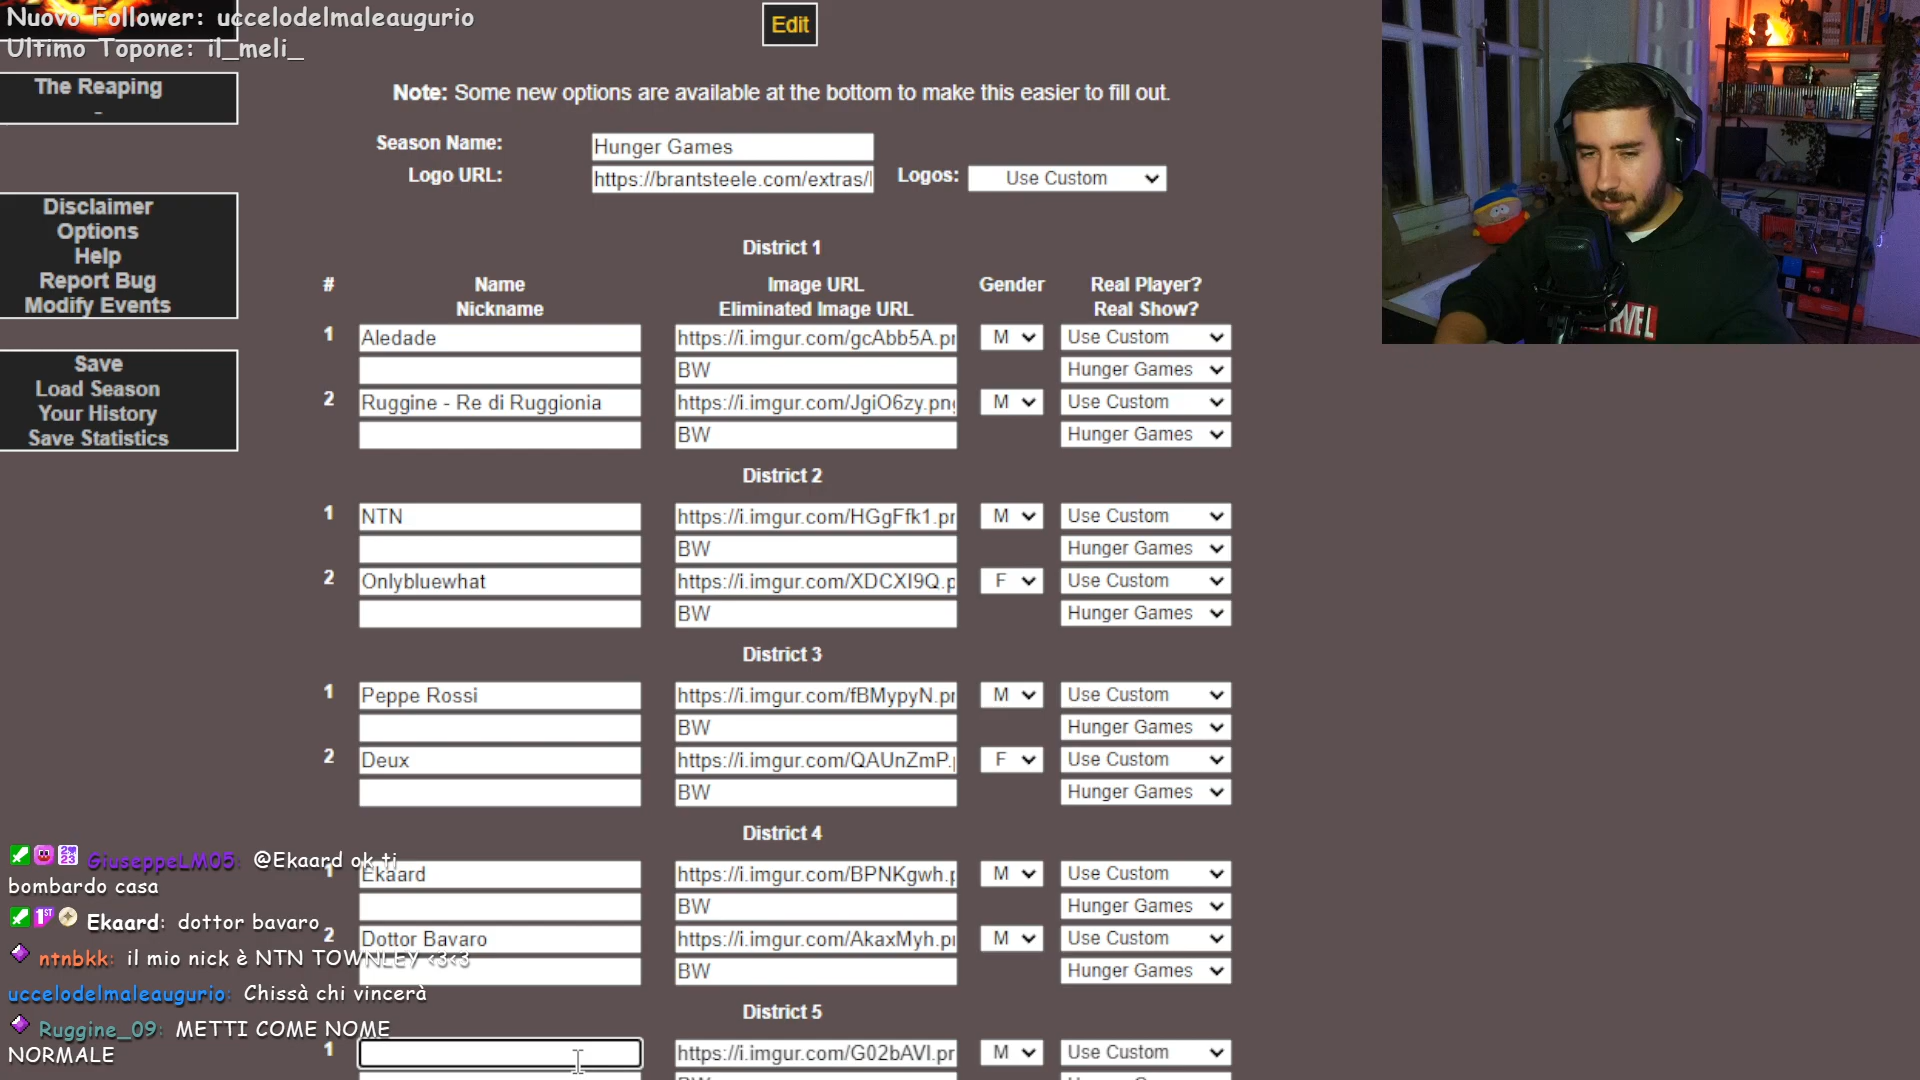 Nuovo Follower: uccelodelmaleaugurio
Ultimo Topone: il_meli_
Edit
The Reaping
-
Note: Some new options are available at the bottom to make this easier to fill out.
Season Name: Hunger Games
Logo URL: https://brantsteele.com/extras/ Logos: Use Custom
Disclaimer
Options
Help
Report Bug
Modify Events
Save
Load Season
Your History
Save Statistics
District 1
# Name Image URL Gender Real Player?
Nickname Eliminated Image URL Real Show?
1 Aledade https://i.imgur.com/gcAbb5A.pr M Use Custom
BW Hunger Games
2 Ruggine - Re di Ruggionia https://i.imgur.com/JgiO6zy.png M Use Custom
BW Hunger Games
District 2
1 NTN https://i.imgur.com/HGgFfk1.pr M Use Custom
BW Hunger Games
2 Onlybluewhat https://i.imgur.com/XDCXI9Q.p F Use Custom
BW Hunger Games
District 3
1 Peppe Rossi https://i.imgur.com/fBMypyN.pr M Use Custom
BW Hunger Games
2 Deux https://i.imgur.com/QAUnZmP. F Use Custom
BW Hunger Games
District 4
1 Ekaard https://i.imgur.com/BPNKgwh.p M Use Custom
BW Hunger Games
2 Dottor Bavaro https://i.imgur.com/AkaxMyh.pr M Use Custom
BW Hunger Games
District 5
1 https://i.imgur.com/G02bAVI.pr M Use Custom
GiuseppeLM05: @Ekaard ok ti
bombardo casa
Ekaard: dottor bavaro
ntnbkk: il mio nick è NTN TOWNLEY <3<3
uccelodelmaleaugurio: Chissà chi vincerà
Ruggine_09: METTI COME NOME
NORMALE